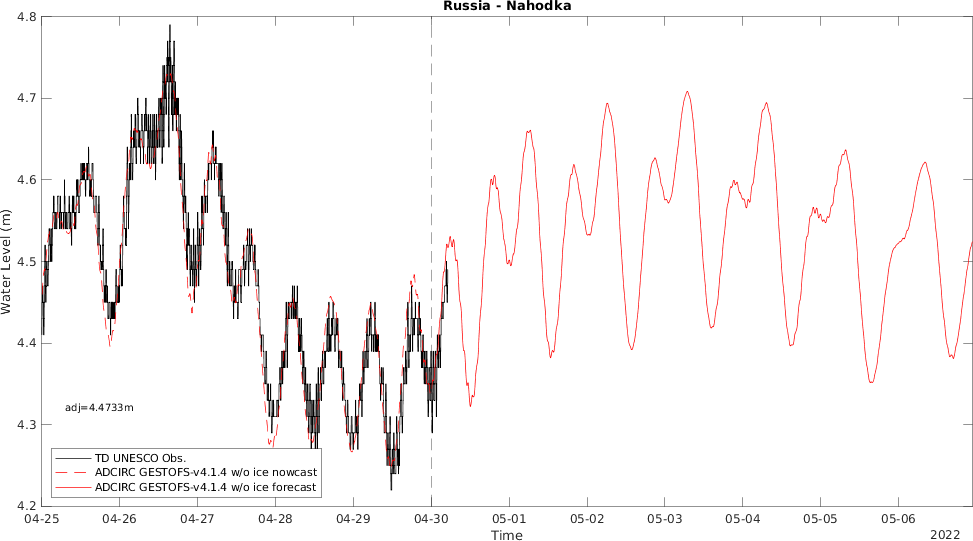 Russia - Nahodka
4.8
4.7
4.6
4.5
4.4
4.3
4.2
Water Level (m)
adj=4.4733m
TD UNESCO Obs.
ADCIRC GESTOFS-v4.1.4 w/o ice nowcast
ADCIRC GESTOFS-v4.1.4 w/o ice forecast
04-25 04-26 04-27 04-28 04-29 04-30 05-01 05-02 05-03 05-04 05-05 05-06
Time
2022